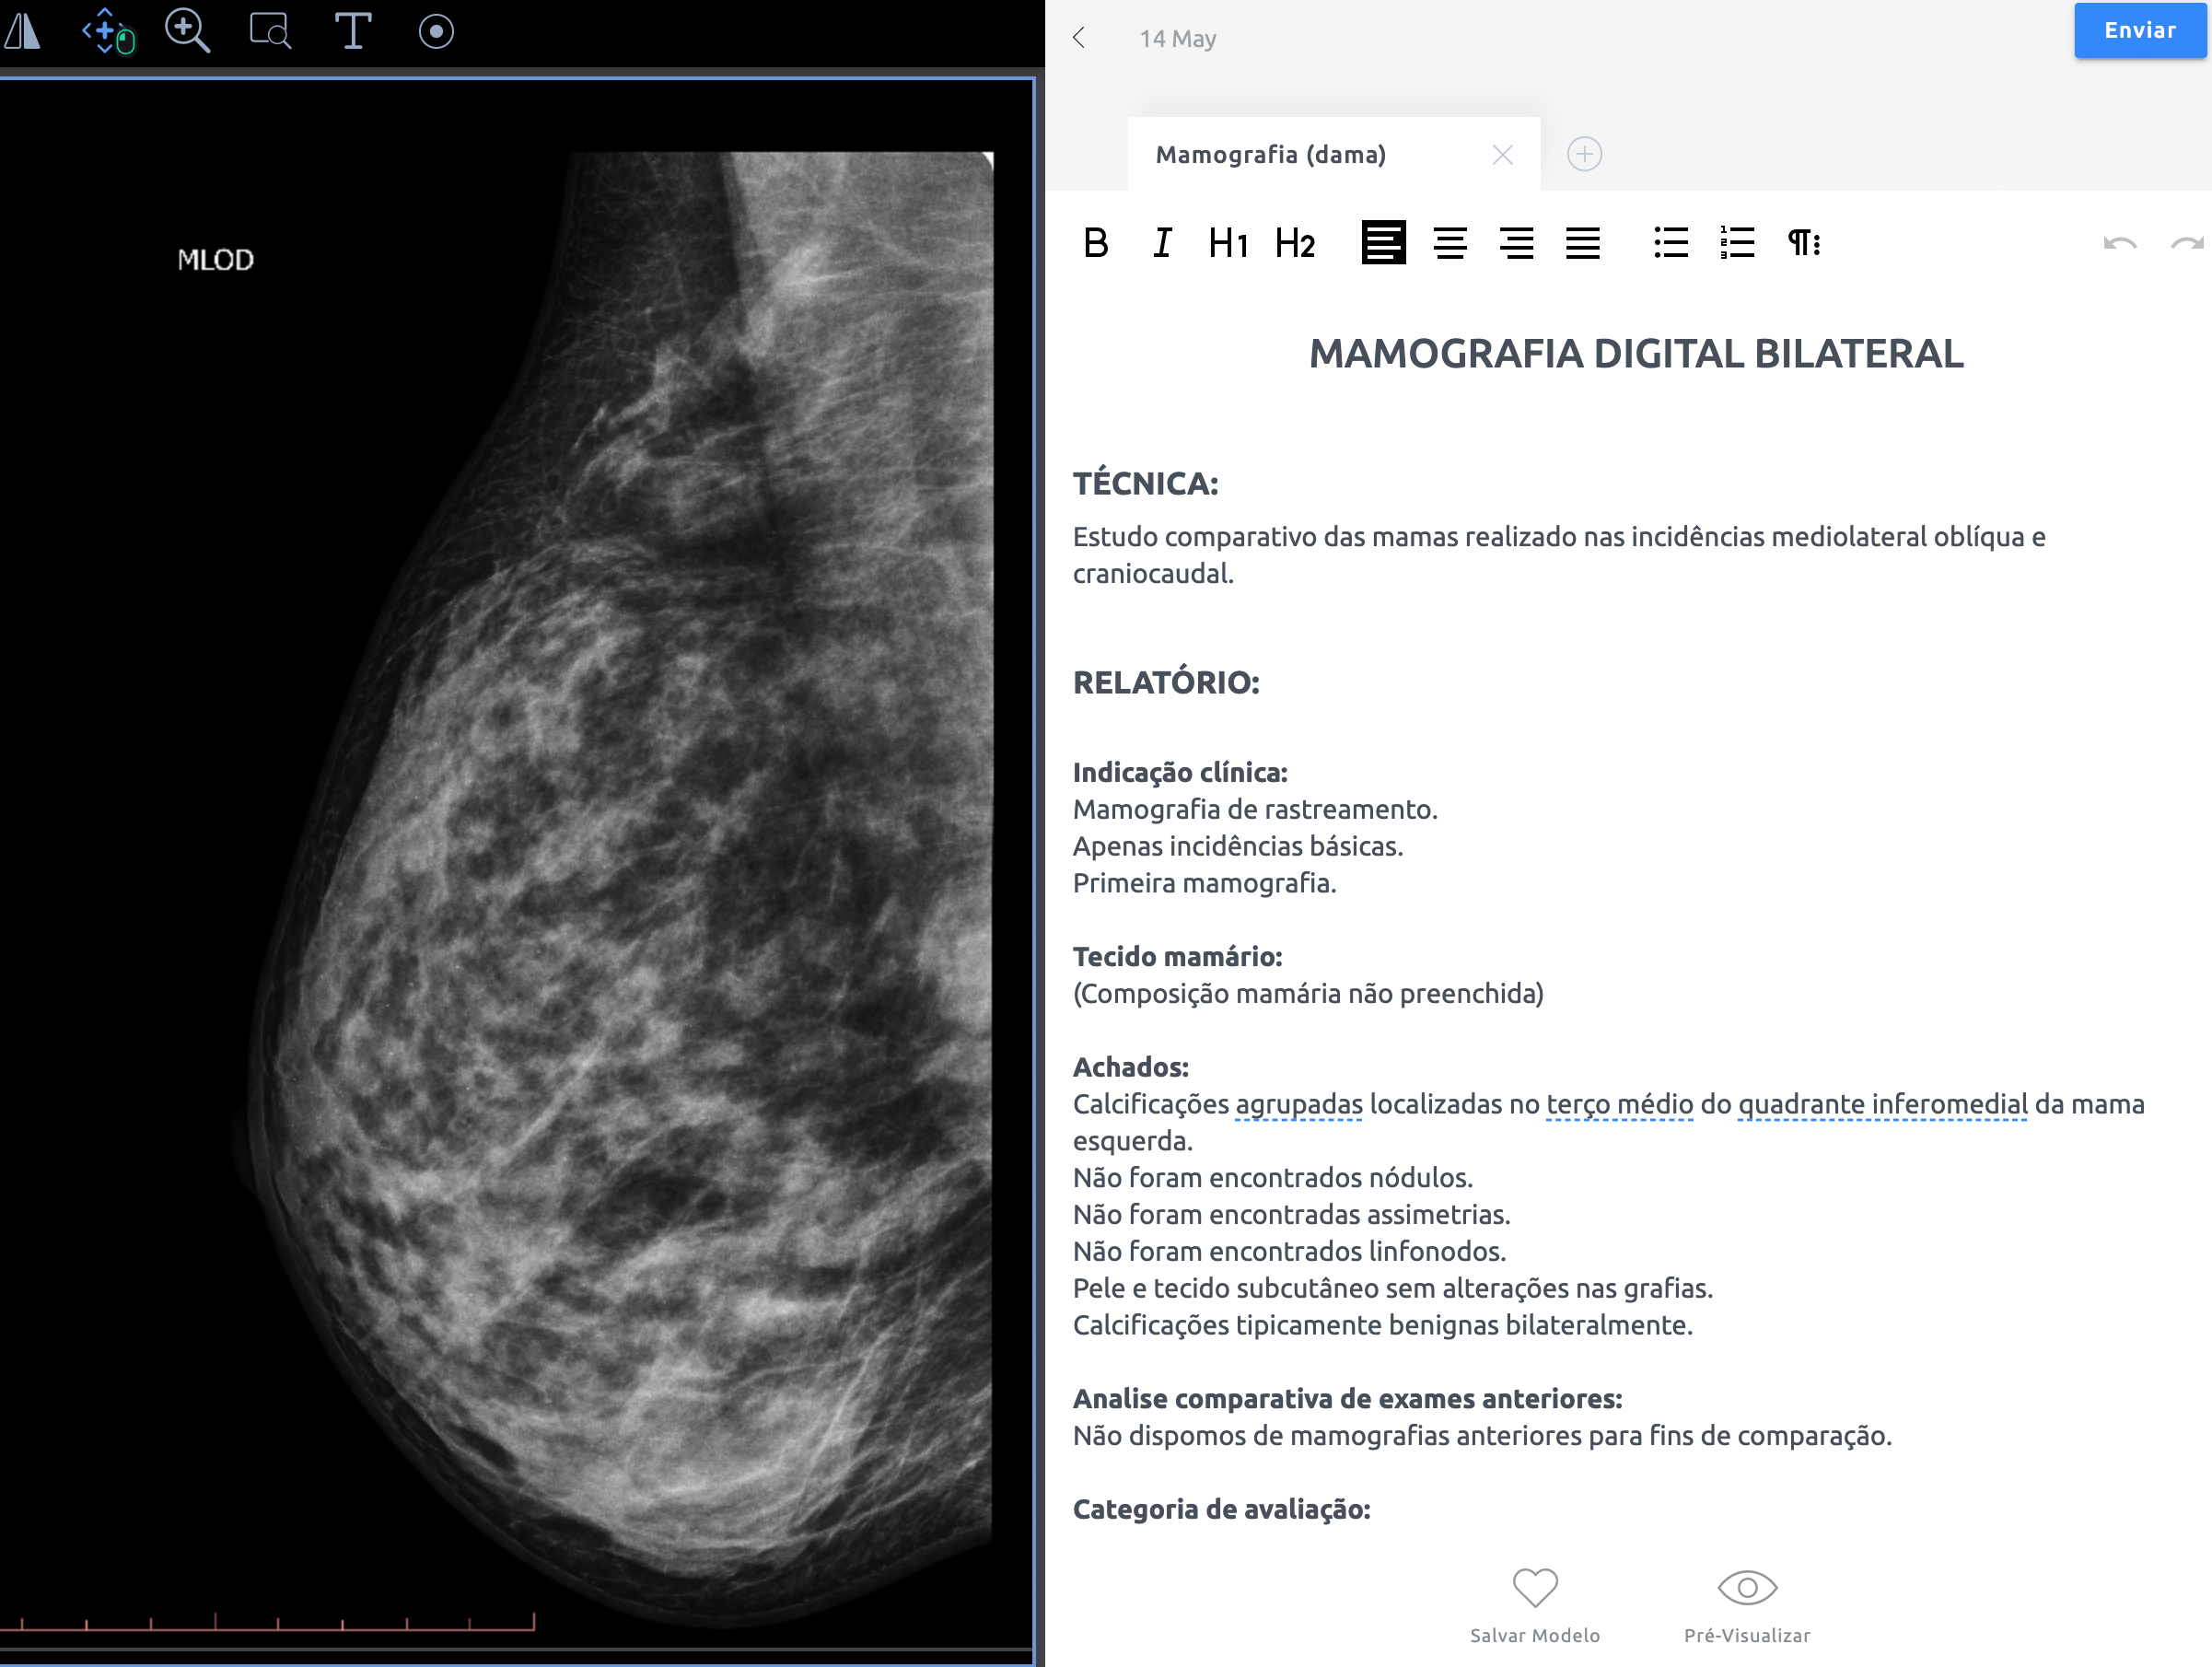 T
MLOD
14 May
Enviar
Mamografia (dama)
B I H1 H2
MAMOGRAFIA DIGITAL BILATERAL
TÉCNICA:
Estudo comparativo das mamas realizado nas incidências mediolateral oblíqua e
craniocaudal.
RELATÓRIO:
Indicação clínica:
Mamografia de rastreamento.
Apenas incidências básicas.
Primeira mamografia.
Tecido mamário:
(Composição mamária não preenchida)
Achados:
Calcificações agrupadas localizadas no terço médio do quadrante inferomedial da mama
esquerda.
Não foram encontrados nódulos.
Não foram encontradas assimetrias.
Não foram encontrados linfonodos.
Pele e tecido subcutâneo sem alterações nas grafias.
Calcificações tipicamente benignas bilateralmente.
Analise comparativa de exames anteriores:
Não dispomos de mamografias anteriores para fins de comparação.
Categoria de avaliação:
Salvar Modelo
Pré-Visualizar